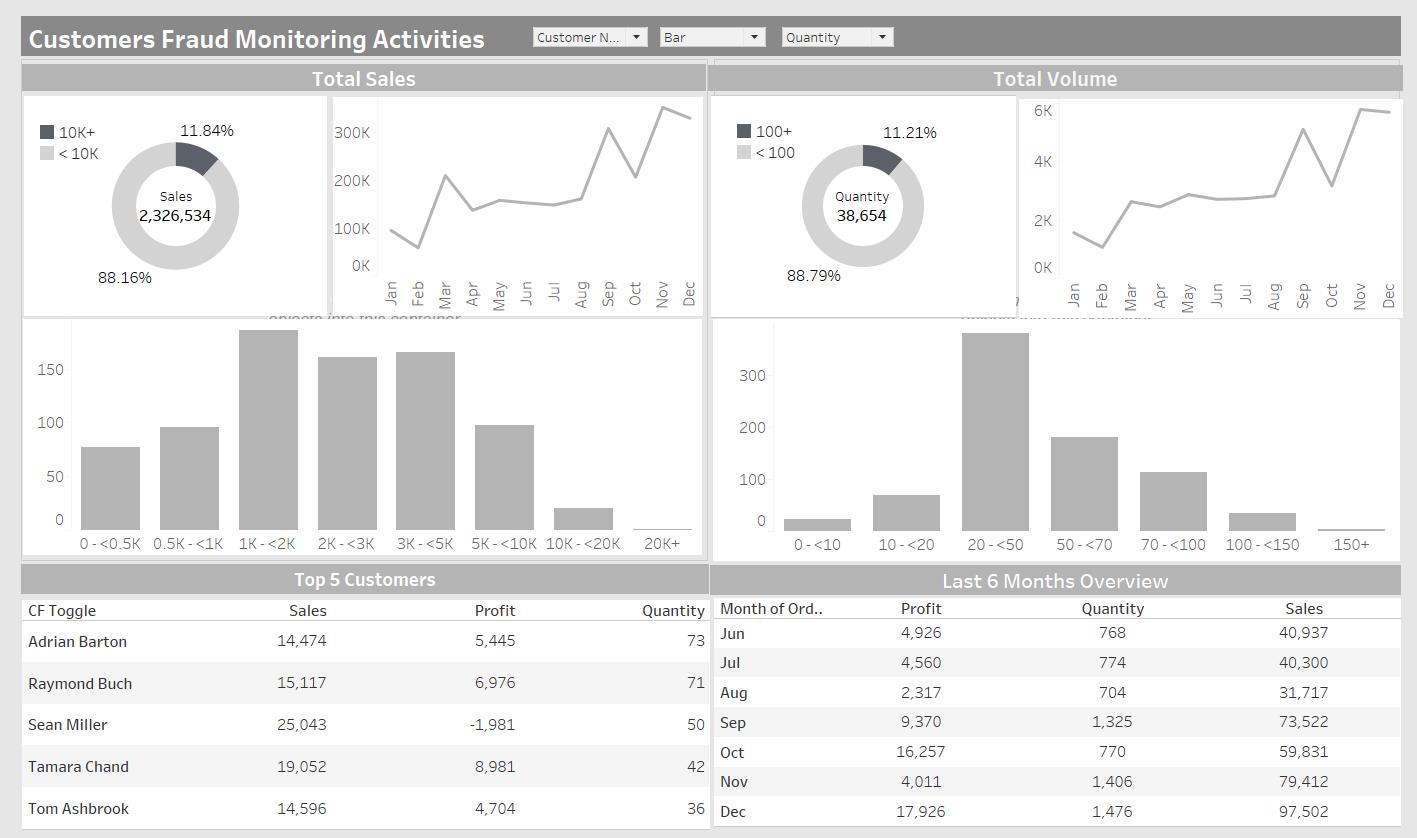 Customers Fraud Monitoring Activities
Customer N...
Bar
Quantity
Total Sales
10K+
< 10K
11.84%
Sales
2,326,534
88.16%
300K
200K
100K
0K
Jan
Feb
Mar
Apr
May
Jun
Jul
Aug
Sep
Oct
Nov
Dec
objects into this container
150
100
50
0
0 - <0.5K
0.5K - <1K
1K - <2K
2K - <3K
3K - <5K
5K - <10K
10K - <20K
20K+
Total Volume
100+
< 100
11.21%
Quantity
38,654
88.79%
6K
4K
2K
0K
Jan
Feb
Mar
Apr
May
Jun
Jul
Aug
Sep
Oct
Nov
Dec
300
200
100
0
0 - <10
10 - <20
20 - <50
50 - <70
70 - <100
100 - <150
150+
Top 5 Customers
CF Toggle Sales Profit Quantity
Adrian Barton 14,474 5,445 73
Raymond Buch 15,117 6,976 71
Sean Miller 25,043 -1,981 50
Tamara Chand 19,052 8,981 42
Tom Ashbrook 14,596 4,704 36
Last 6 Months Overview
Month of Ord.. Profit Quantity Sales
Jun 4,926 768 40,937
Jul 4,560 774 40,300
Aug 2,317 704 31,717
Sep 9,370 1,325 73,522
Oct 16,257 770 59,831
Nov 4,011 1,406 79,412
Dec 17,926 1,476 97,502